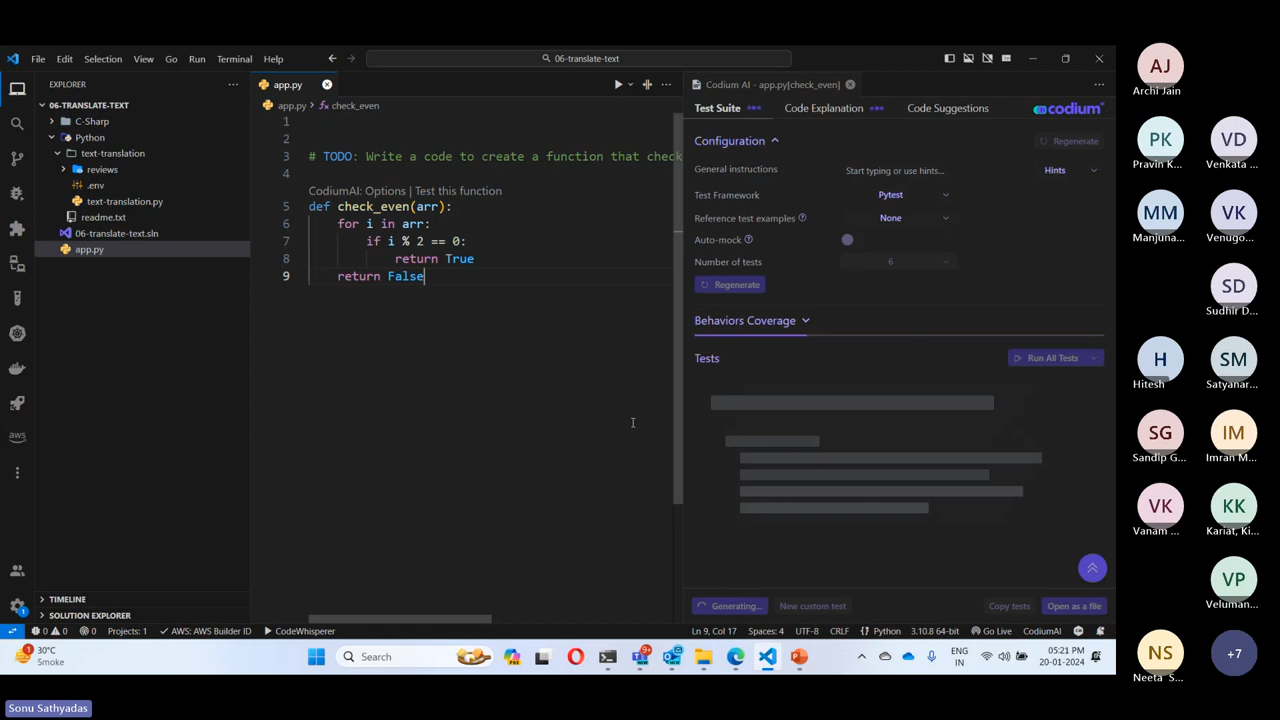 File Edit Selection View Go Run Terminal Help
06-translate-text
EXPLORER
06-TRANSLATE-TEXT
C-Sharp
Python
text-translation
reviews
.env
text-translation.py
readme.txt
06-translate-text.sln
app.py
TIMELINE
SOLUTION EXPLORER
app.py
app.py > check_even
1
2
3 # TODO: Write a code to create a function that check
4
CodiumAI: Options | Test this function
5 def check_even(arr):
6 for i in arr:
7 if i % 2 == 0:
8 return True
9 return False
Codium AI - app.py[check_even]
Test Suite Code Explanation Code Suggestions codium
Configuration Regenerate
General instructions Start typing or use hints... Hints
Test Framework Pytest
Reference test examples None
Auto-mock
Number of tests 6
Regenerate
Behaviors Coverage
Tests Run All Tests
Generating... New custom test Copy tests Open as a file
0 0 0 Projects: 1 AWS: AWS Builder ID CodeWhisperer Ln 9, Col 17 Spaces: 4 UTF-8 CRLF Python 3.10.8 64-bit Go Live CodiumAI
1
aws
30°C
Smoke
Search
9+
ENG
IN
05:21 PM
20-01-2024
Sonu Sathyadas
AJ
Archi Jain
PK VD
Pravin K... Venkata ...
MM VK
Manjuna... Venugo...
SD
Sudhir D...
H SM
Hitesh Satyanar...
SG IM
Sandip G... Imran M...
VK KK
Vanam ... Kariat, Ki...
VP
Veluman...
NS +7
Neeta S...